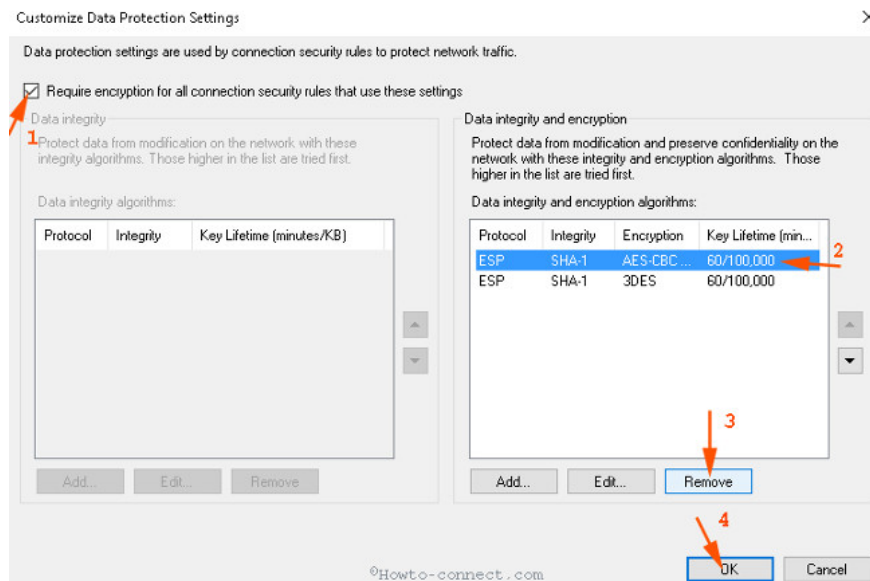 Customize Data Protection Settings
Data protection settings are used by connection security rules to protect network traffic.
Require encryption for all connection security rules that use these settings
1
Data integrity
Protect data from modification on the network with these
integrity algorithms. Those higher in the list are tried first.
Data integrity algorithms:
Protocol Integrity Key Lifetime (minutes/KB)
Add... Edit... Remove
Data integrity and encryption
Protect data from modification and preserve confidentiality on the
network with these integrity and encryption algorithms. Those
higher in the list are tried first.
Data integrity and encryption algorithms:
Protocol Integrity Encryption Key Lifetime (min...
ESP SHA-1 AES-CBC ... 60/100,000 2
ESP SHA-1 3DES 60/100,000
3
Add... Edit... Remove
4
OK Cancel
©Howto-connect.com